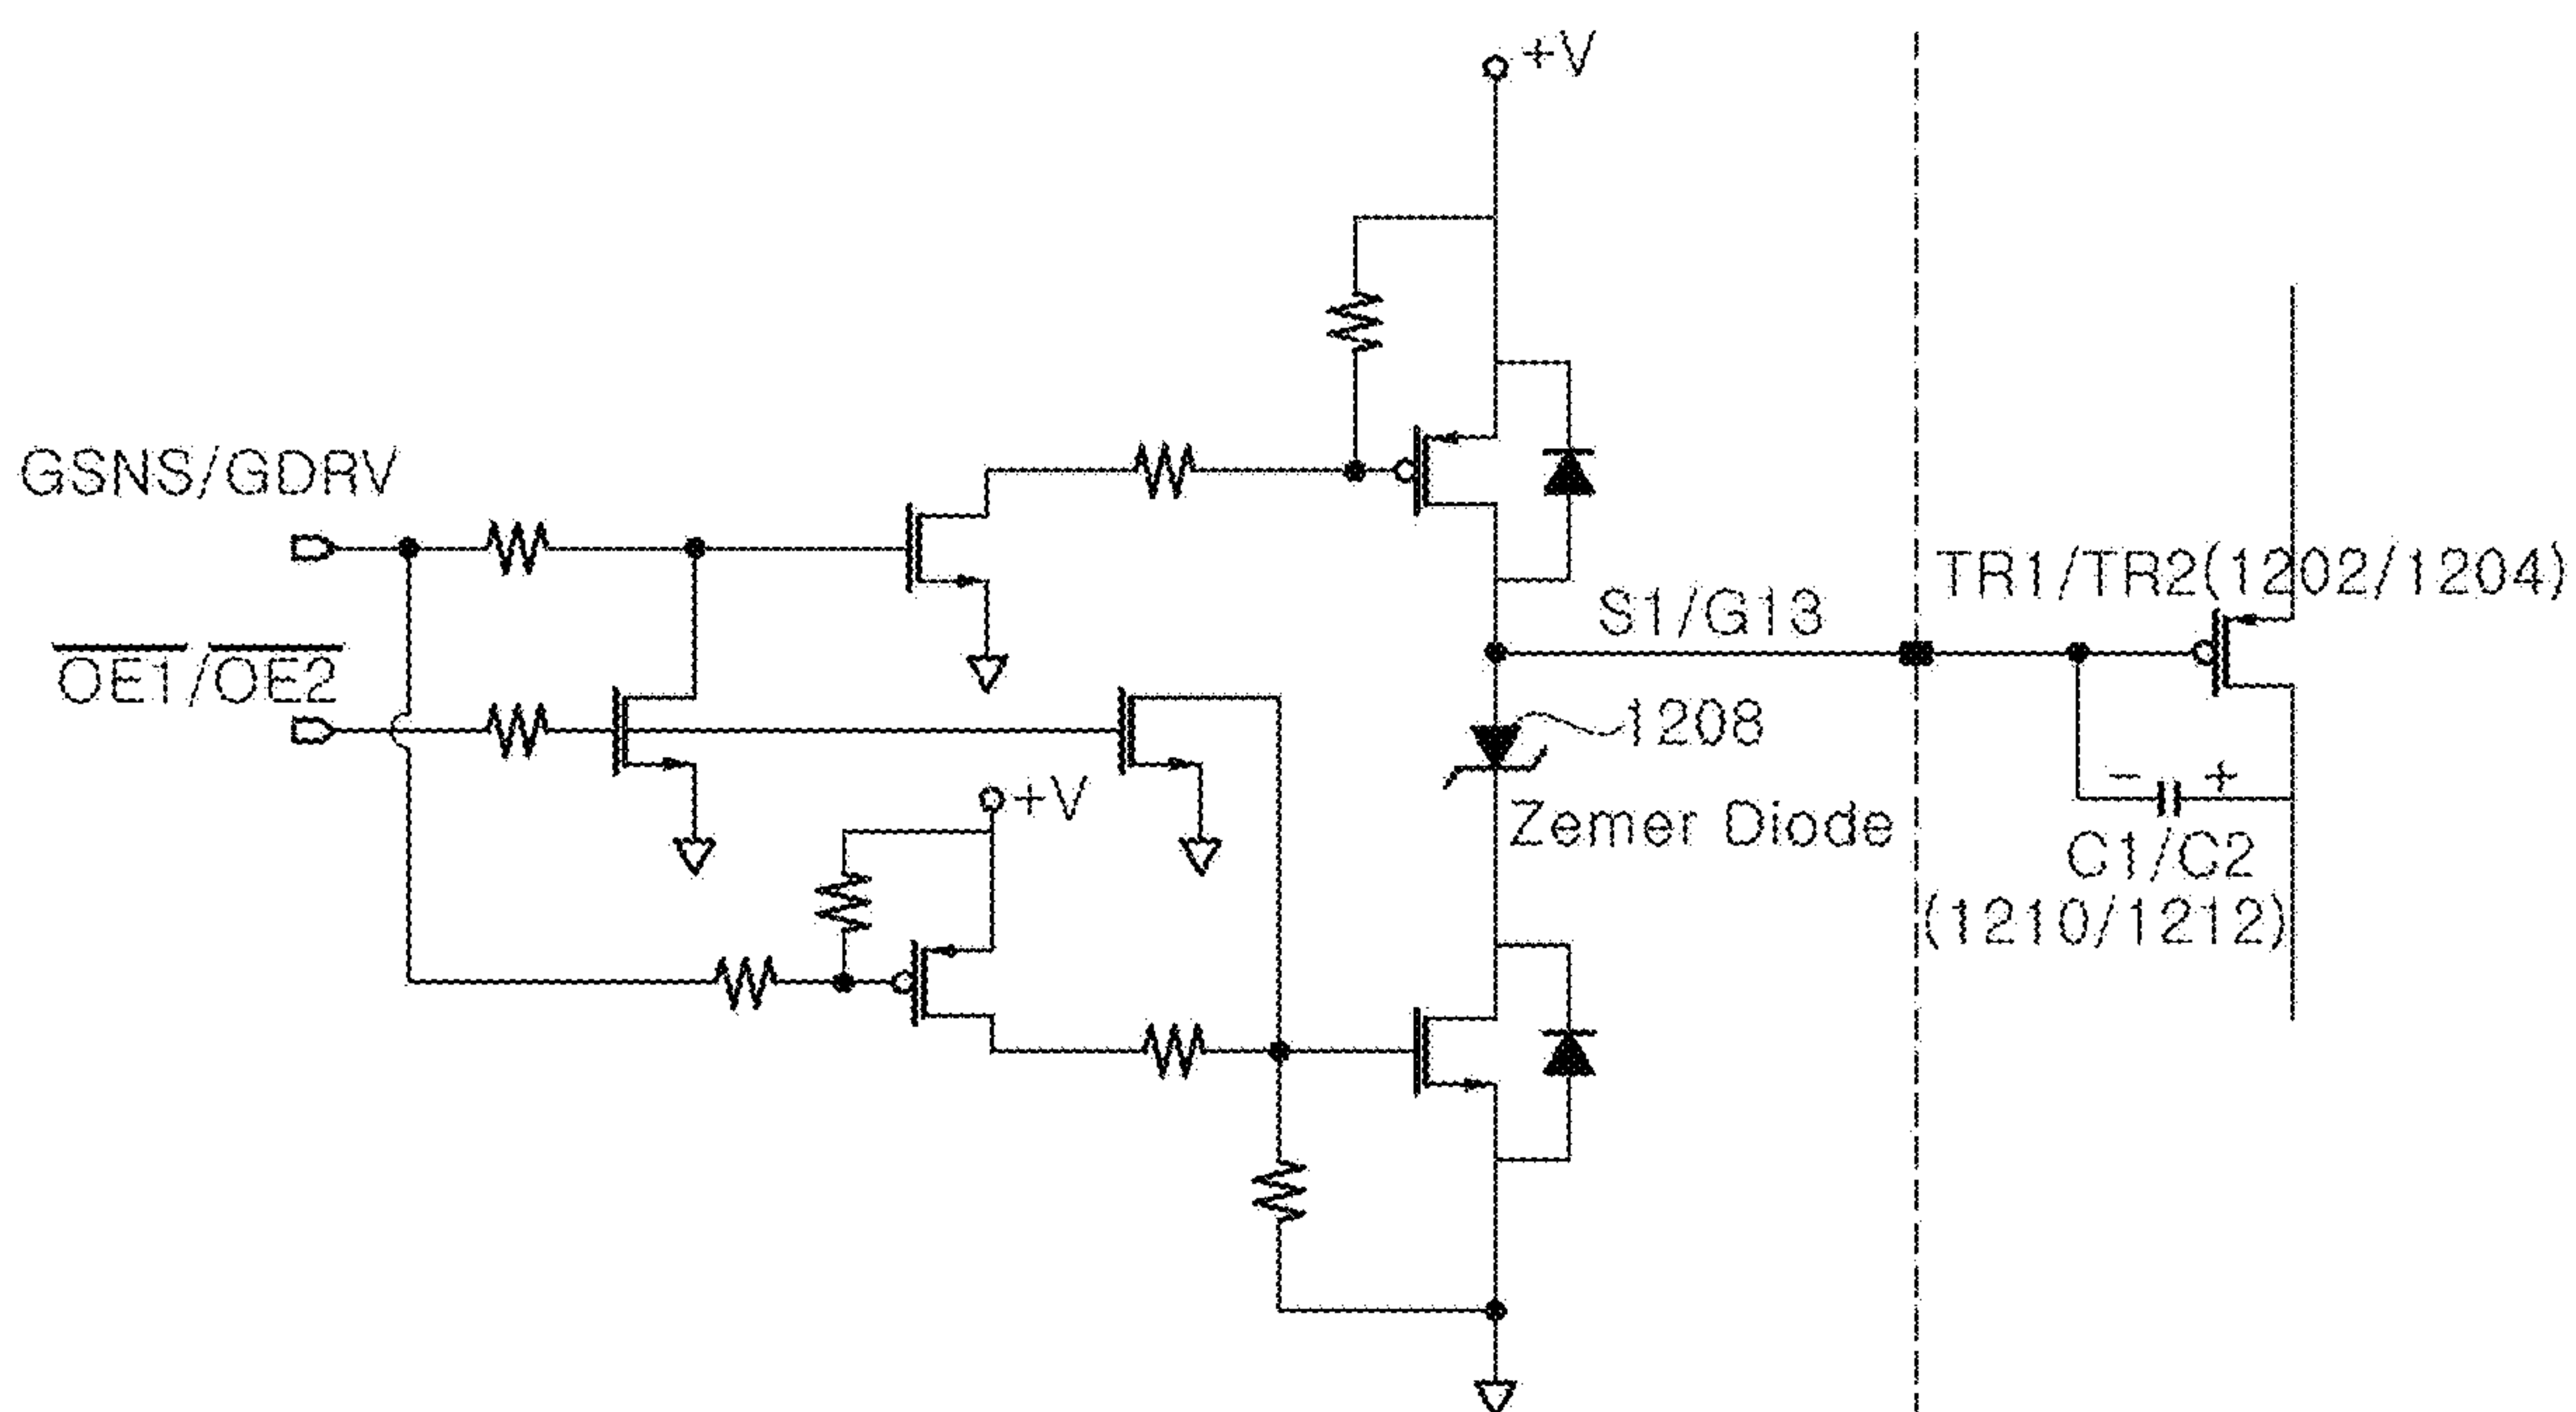 +V
GSNS/GDRV
TR1/TR2(1202/1204)
S1/G13
OE1/OE2
1208
+V
- +
Zemer Diode
C1/C2
(1210/1212)